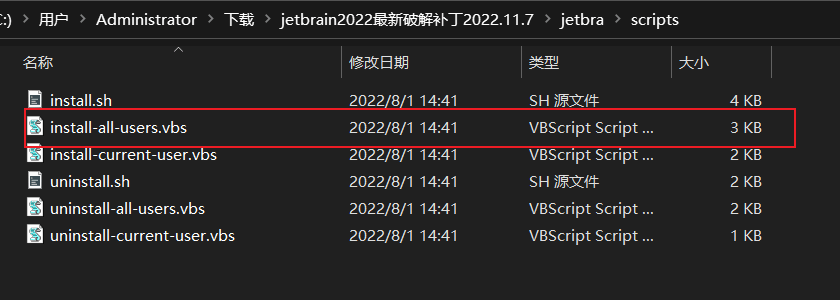 :) › 用户 › Administrator › 下载 › jetbrain2022最新破解补丁2022.11.7 › jetbra › scripts
名称 修改日期 类型 大小
install.sh 2022/8/1 14:41 SH 源文件 4 KB
install-all-users.vbs 2022/8/1 14:41 VBScript Script ... 3 KB
install-current-user.vbs 2022/8/1 14:41 VBScript Script ... 2 KB
uninstall.sh 2022/8/1 14:41 SH 源文件 2 KB
uninstall-all-users.vbs 2022/8/1 14:41 VBScript Script ... 2 KB
uninstall-current-user.vbs 2022/8/1 14:41 VBScript Script ... 1 KB